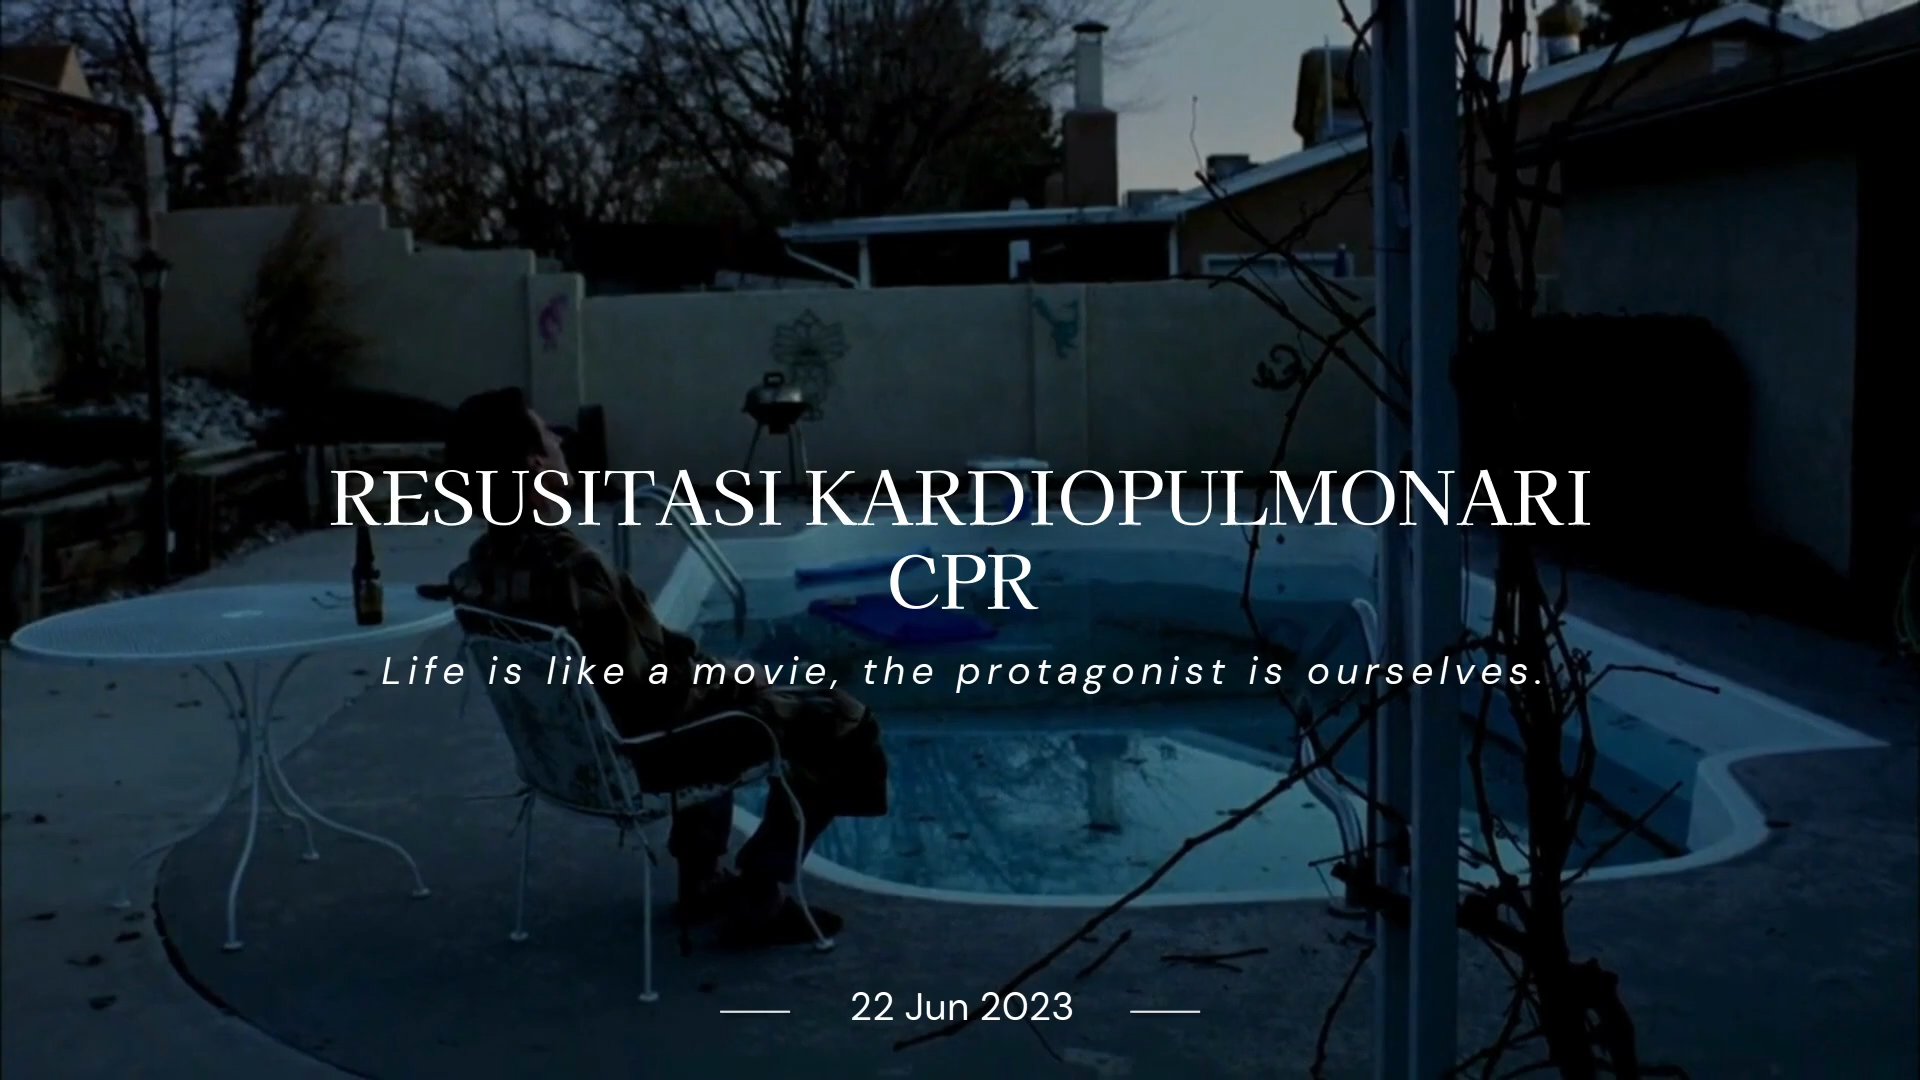 RESUSITASI KARDIOPULMONARI
CPR
Life is like a movie, the protagonist is ourselves.
22 Jun 2023